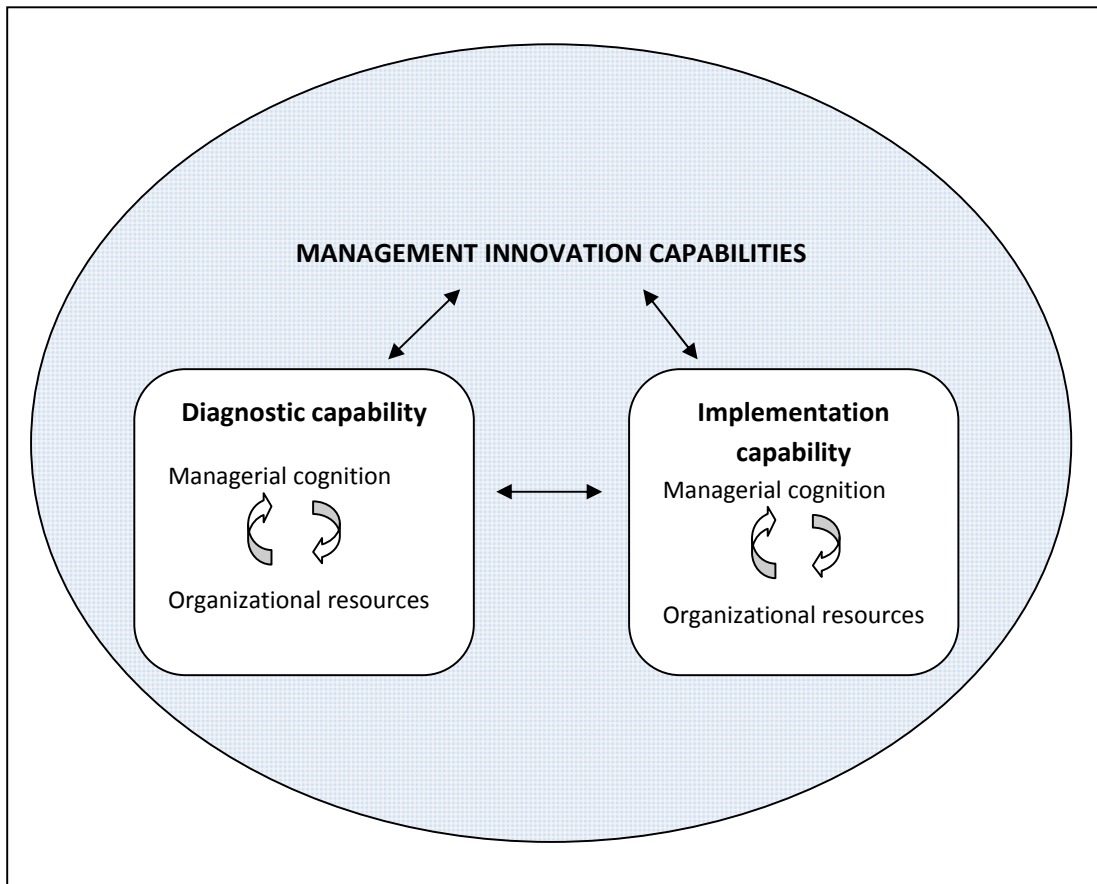 MANAGEMENT INNOVATION CAPABILITIES
Diagnostic capability
Managerial cognition
Organizational resources
Implementation
capability
Managerial cognition
Organizational resources